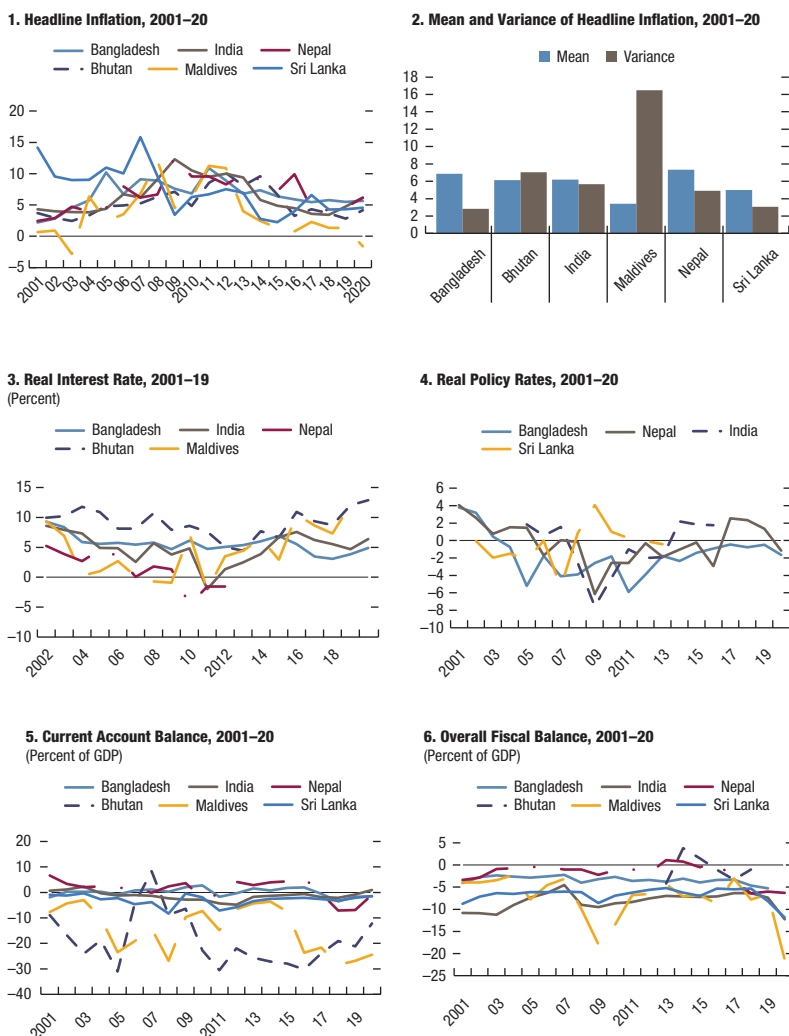 1. Headline Inflation, 2001–20
Bangladesh India Nepal
Bhutan Maldives Sri Lanka
20
15
10
5
0
–5
2001 02 03 04 05 06 07 08 09 2010 11 12 13 14 15 16 17 18 19 2020
2. Mean and Variance of Headline Inflation, 2001–20
Mean Variance
18
16
14
12
10
8
6
4
2
0
Bangladesh Bhutan India Maldives Nepal Sri Lanka
3. Real Interest Rate, 2001–19
(Percent)
Bangladesh India Nepal
Bhutan Maldives
15
10
5
0
–5
–10
2002 04 06 08 10 2012 14 16 18
4. Real Policy Rates, 2001–20
Bangladesh Nepal India
Sri Lanka
6
4
2
0
–2
–4
–6
–8
–10
2001 03 05 07 09 2011 13 15 17 19
5. Current Account Balance, 2001–20
(Percent of GDP)
Bangladesh India Nepal
Bhutan Maldives Sri Lanka
20
10
0
–10
–20
–30
–40
2001 03 05 07 09 2011 13 15 17 19
6. Overall Fiscal Balance, 2001–20
(Percent of GDP)
Bangladesh India Nepal
Bhutan Maldives Sri Lanka
5
0
–5
–10
–15
–20
–25
2001 03 05 07 09 2011 13 15 17 19